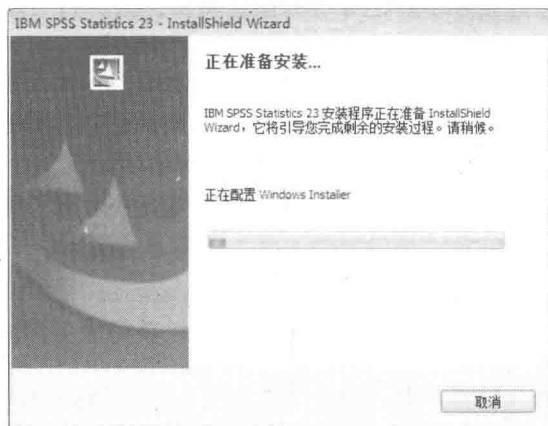 IBM SPSS Statistics 23 - InstallShield Wizard
正在准备安装...
IBM SPSS Statistics 23 安装程序正在准备 InstallShield
Wizard，它将引导您完成剩余的安装过程。请稍候。
正在配置 Windows Installer
取消